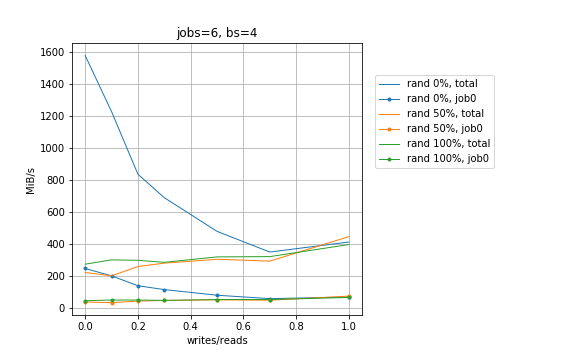 jobs=6, bs=4
1600
1400
1200
1000
800
600
400
200
0
MiB/s
0.0 0.2 0.4 0.6 0.8 1.0
writes/reads
rand 0%, total
rand 0%, job0
rand 50%, total
rand 50%, job0
rand 100%, total
rand 100%, job0